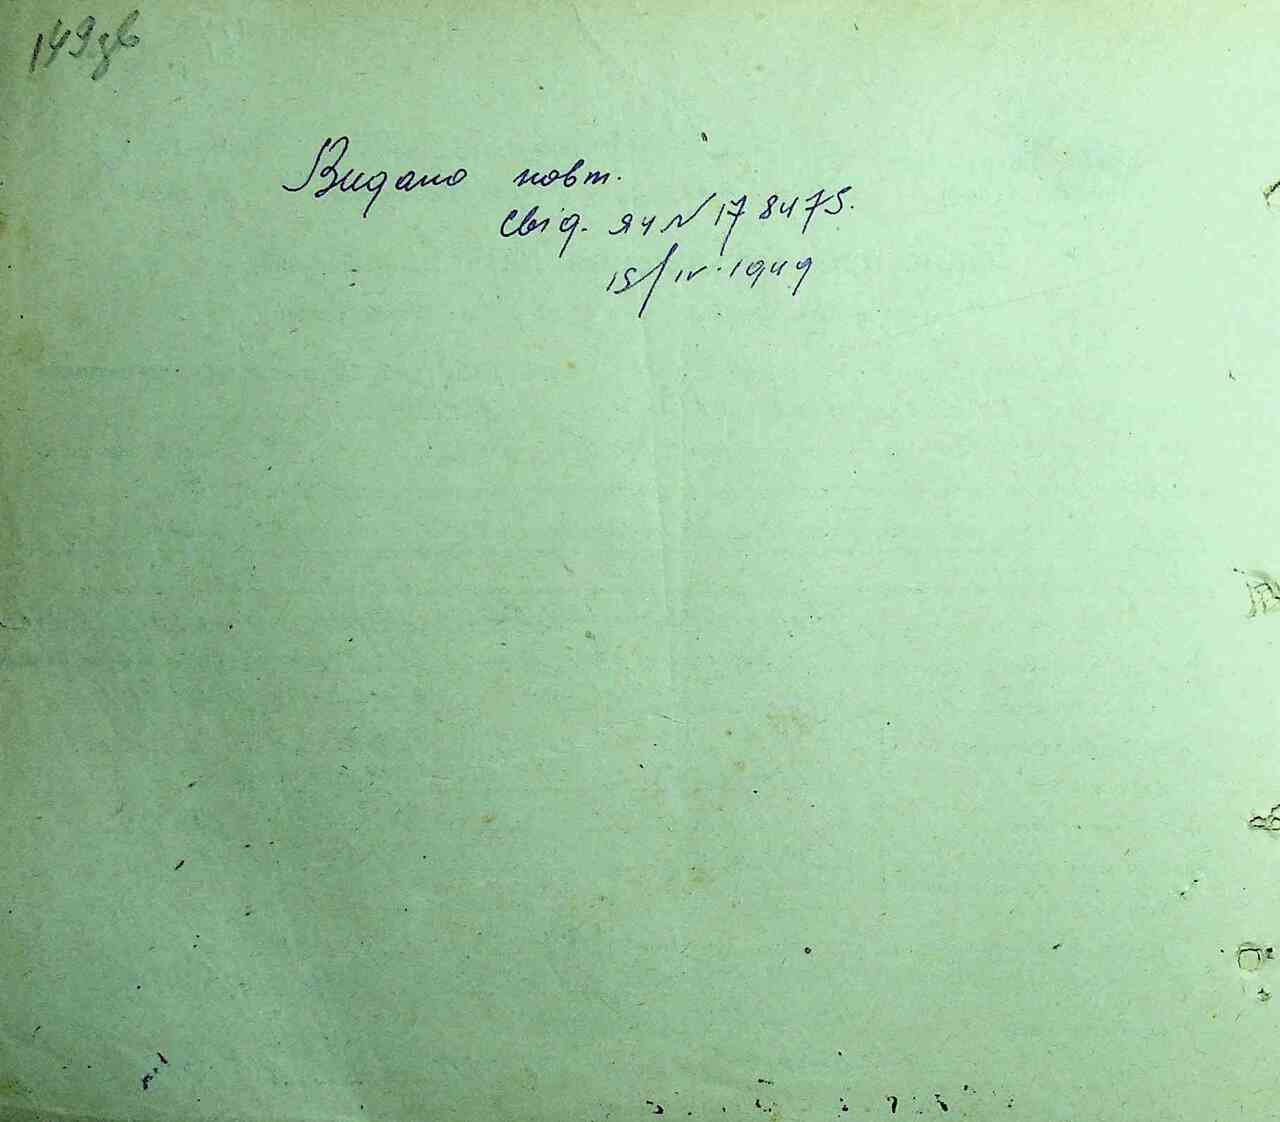 149зв
Видано повт.
свід. ЯЧ № 178475.
15/IV.1949